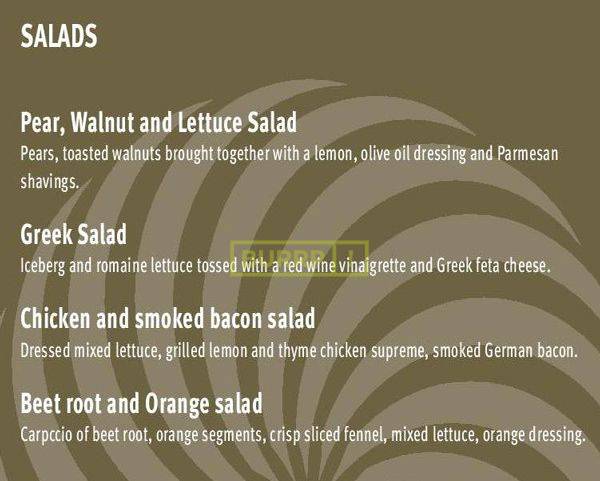 SALADS
Pear, Walnut and Lettuce Salad
Pears, toasted walnuts brought together with a lemon, olive oil dressing and Parmesan
shavings.
Greek Salad
Iceberg and romaine lettuce tossed with a red wine vinaigrette and Greek feta cheese.
Chicken and smoked bacon salad
Dressed mixed lettuce, grilled lemon and thyme chicken supreme, smoked German bacon.
Beet root and Orange salad
Carpccio of beet root, orange segments, crisp sliced fennel, mixed lettuce, orange dressing.